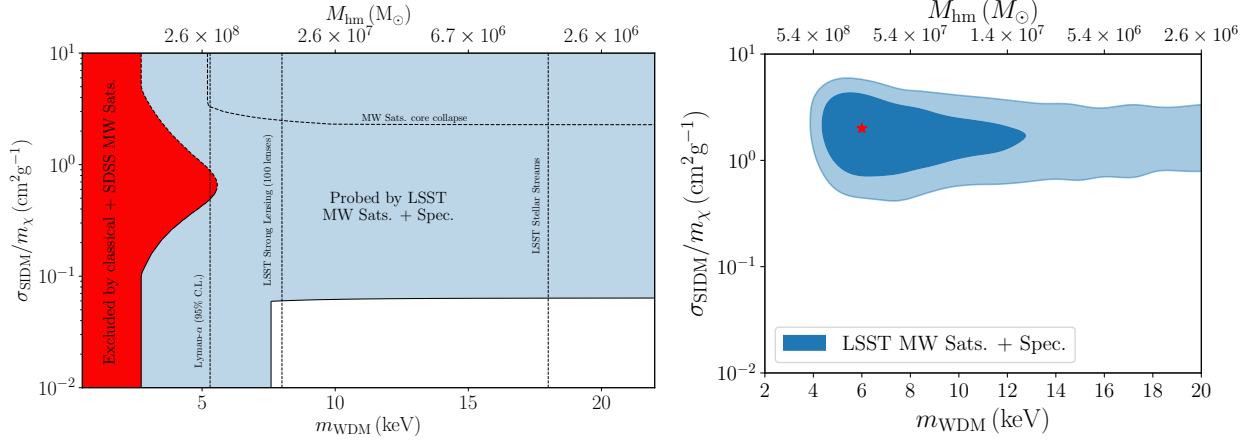 M_hm (M_⊙)
2.6 × 10^8
2.6 × 10^7
6.7 × 10^6
2.6 × 10^6
10^1
10^0
10^−1
10^−2
σ_SIDM/m_χ (cm^2g^−1)
Excluded by classical + SDSS MW Sats.
Lyman-α (95% C.L.)
LSST Strong Lensing (100 lenses)
MW Sats. core collapse
Probed by LSST
MW Sats. + Spec.
LSST Stellar Streams
5
10
15
20
m_WDM (keV)
M_hm (M_⊙)
5.4 × 10^8
5.4 × 10^7
1.4 × 10^7
5.4 × 10^6
2.6 × 10^6
10^1
10^0
10^−1
10^−2
σ_SIDM/m_χ (cm^2g^−1)
LSST MW Sats. + Spec.
2
4
6
8
10
12
14
16
18
20
m_WDM (keV)